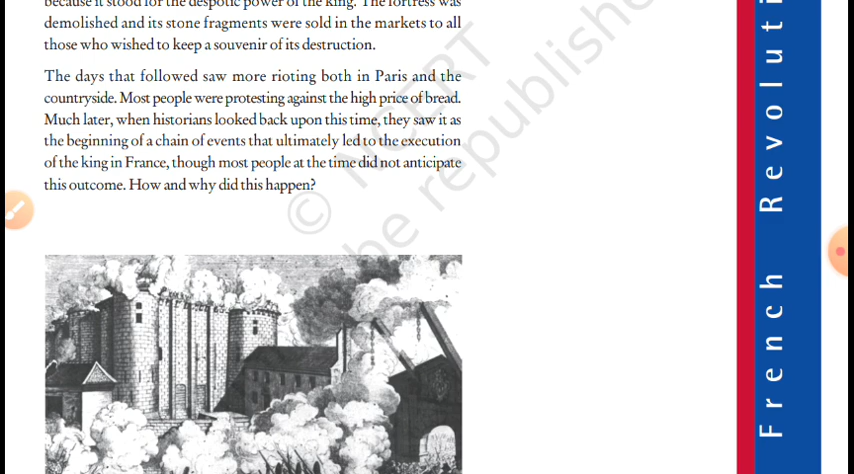 because it stood for the despotic power of the king. The fortress was
demolished and its stone fragments were sold in the markets to all
those who wished to keep a souvenir of its destruction.
The days that followed saw more rioting both in Paris and the
countryside. Most people were protesting against the high price of bread.
Much later, when historians looked back upon this time, they saw it as
the beginning of a chain of events that ultimately led to the execution
of the king in France, though most people at the time did not anticipate
this outcome. How and why did this happen?
© NCERT
be republishe
French Revoluti